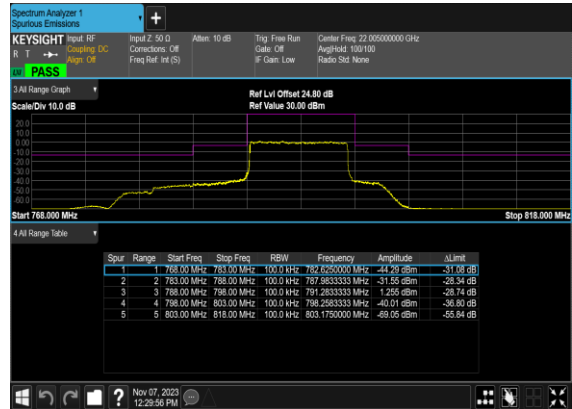 Spectrum Analyzer 1
Spurious Emissions
+
KEYSIGHT Input: RF Input Z: 50 Ω Atten: 10 dB Trig: Free Run Center Freq: 22.005000000 GHz
R T Coupling: DC Corrections: Off Gate: Off Avg|Hold: 100/100
Align: Off Freq Ref: Int (S) IF Gain: Low Radio Std: None
PASS
3 All Range Graph
Ref Lvl Offset 24.80 dB
Scale/Div 10.0 dB Ref Value 30.00 dBm
20.0
10.0
0.00
-10.0
-20.0
-30.0
-40.0
-50.0
-60.0
Start 768.000 MHz Stop 818.000 MHz
4 All Range Table
Spur Range Start Freq Stop Freq RBW Frequency Amplitude ΔLimit
1 1 768.00 MHz 783.00 MHz 100.0 kHz 782.6250000 MHz -44.29 dBm -31.08 dB
2 2 783.00 MHz 788.00 MHz 100.0 kHz 787.9833333 MHz -31.55 dBm -28.34 dB
3 3 788.00 MHz 798.00 MHz 100.0 kHz 791.2833333 MHz 1.255 dBm -28.74 dB
4 4 798.00 MHz 803.00 MHz 100.0 kHz 798.2583333 MHz -40.01 dBm -36.80 dB
5 5 803.00 MHz 818.00 MHz 100.0 kHz 803.1750000 MHz -69.05 dBm -55.84 dB
? Nov 07, 2023
12:29:56 PM